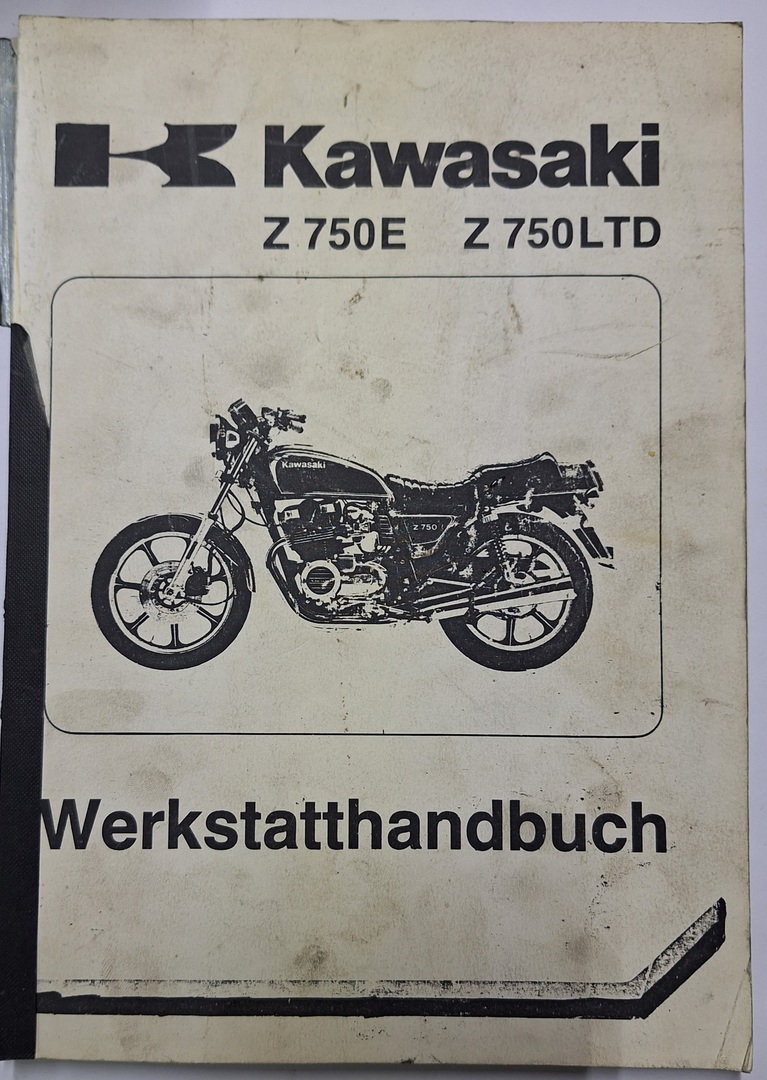 Kawasaki
Z 750E Z 750LTD
Kawasaki
Z 750
Werkstatthandbuch